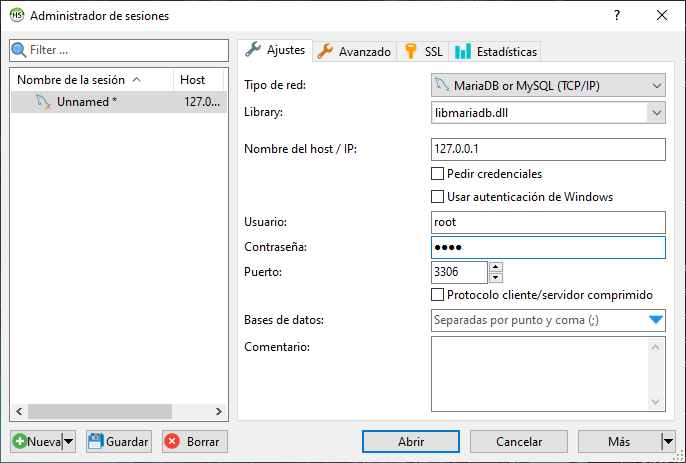 HS Administrador de sesiones
Filter ...
Nombre de la sesión Host
Unnamed * 127.0...
Nueva Guardar Borrar
Ajustes Avanzado SSL Estadísticas
Tipo de red: MariaDB or MySQL (TCP/IP)
Library: libmariadb.dll
Nombre del host / IP: 127.0.0.1
Pedir credenciales
Usar autenticación de Windows
Usuario: root
Contraseña: ●●●●
Puerto: 3306
Protocolo cliente/servidor comprimido
Bases de datos: Separadas por punto y coma (;)
Comentario:
Abrir Cancelar Más